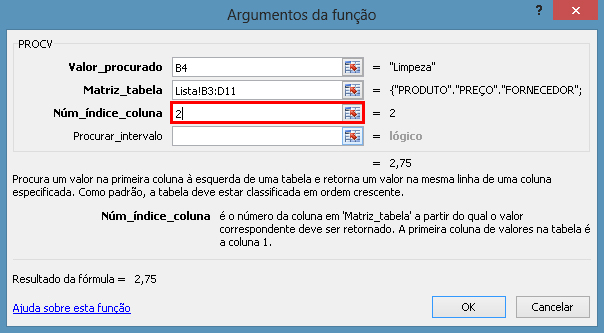 Argumentos da função
? X
PROCV
Valor_procurado B4 = "Limpeza"
Matriz_tabela Lista!B3:D11 = {"PRODUTO"."PREÇO"."FORNECEDOR";
Núm_índice_coluna 2 = 2
Procurar_intervalo = lógico
= 2,75
Procura um valor na primeira coluna à esquerda de uma tabela e retorna um valor na mesma linha de uma coluna
especificada. Como padrão, a tabela deve estar classificada em ordem crescente.
Núm_índice_coluna é o número da coluna em 'Matriz_tabela' a partir do qual o valor
correspondente deve ser retornado. A primeira coluna de valores na tabela é
a coluna 1.
Resultado da fórmula = 2,75
Ajuda sobre esta função
OK
Cancelar